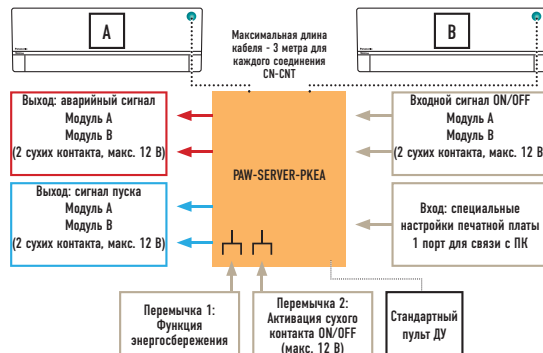 A
B
Максимальная длина
кабеля - 3 метра для
каждого соединения
CN-CNT
Выход: аварийный сигнал
Модуль A
Модуль B
(2 сухих контакта, макс. 12 В)
Входной сигнал ON/OFF
Модуль A
Модуль B
(2 сухих контакта, макс. 12 В)
PAW-SERVER-PKEA
Выход: сигнал пуска
Модуль A
Модуль B
(2 сухих контакта, макс. 12 В)
Вход: специальные
настройки печатной платы
1 порт для связи с ПК
Перемычка 1:
Функция
энергосбережения
Перемычка 2:
Активация сухого
контакта ON/OFF
(макс. 12 В)
Стандартный
пульт ДУ